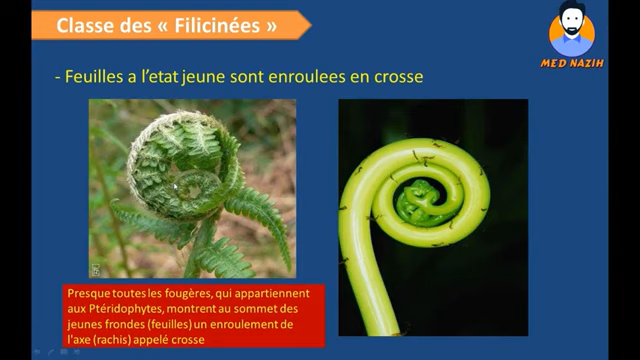 Classe des « Filicinées »
MED NAZIH
- Feuilles a l’etat jeune sont enroulees en crosse
Presque toutes les fougères, qui appartiennent
aux Ptéridophytes, montrent au sommet des
jeunes frondes (feuilles) un enroulement de
l'axe (rachis) appelé crosse